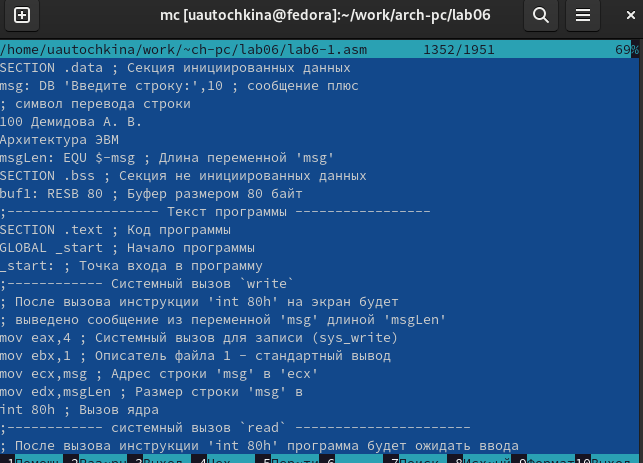 mc [uautochkina@fedora]:~/work/arch-pc/lab06
/home/uautochkina/work/~ch-pc/lab06/lab6-1.asm 1352/1951 69%
SECTION .data ; Секция инициированных данных
msg: DB 'Введите строку:',10 ; сообщение плюс
; символ перевода строки
100 Демидова А. В.
Архитектура ЭВМ
msgLen: EQU $-msg ; Длина переменной 'msg'
SECTION .bss ; Секция не инициированных данных
buf1: RESB 80 ; Буфер размером 80 байт
;------------------ Текст программы -----------------
SECTION .text ; Код программы
GLOBAL _start ; Начало программы
_start: ; Точка входа в программу
;------------ Cистемный вызов `write`
; После вызова инструкции 'int 80h' на экран будет
; выведено сообщение из переменной 'msg' длиной 'msgLen'
mov eax,4 ; Системный вызов для записи (sys_write)
mov ebx,1 ; Описатель файла 1 - стандартный вывод
mov ecx,msg ; Адрес строки 'msg' в 'ecx'
mov edx,msgLen ; Размер строки 'msg' в
int 80h ; Вызов ядра
;------------ системный вызов `read` ----------------------
; После вызова инструкции 'int 80h' программа будет ожидать ввода